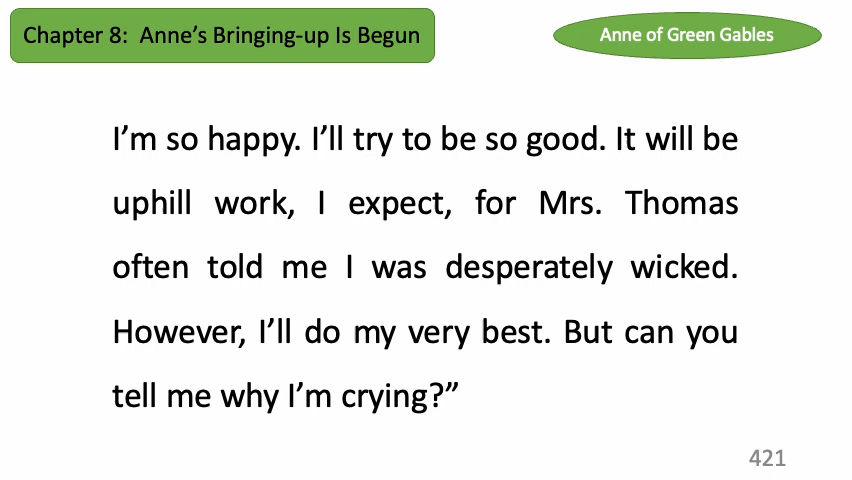 Chapter 8:  Anne’s Bringing-up Is Begun
Anne of Green Gables
I’m so happy. I’ll try to be so good. It will be
uphill work, I expect, for Mrs. Thomas
often told me I was desperately wicked.
However, I’ll do my very best. But can you
tell me why I’m crying?”
421